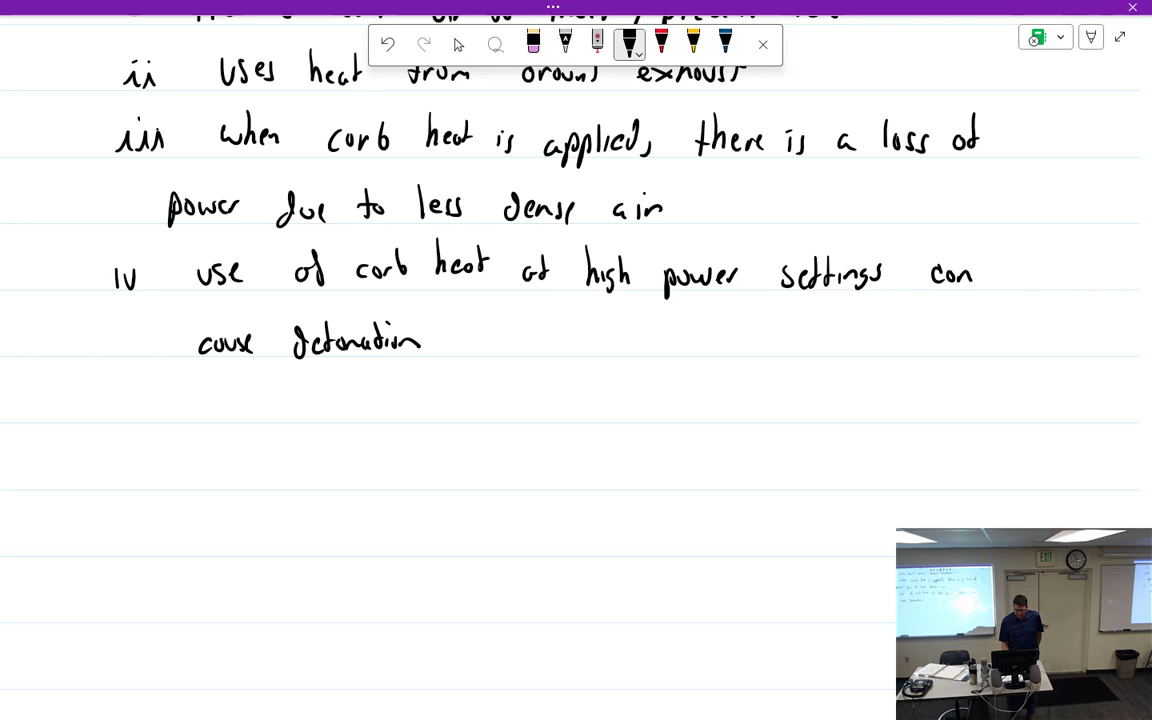 ii uses heat from around exhaust
iii when carb heat is applied, there is a loss of
power due to less dense air
iv use of carb heat at high power settings can
cause detonation
EXIT